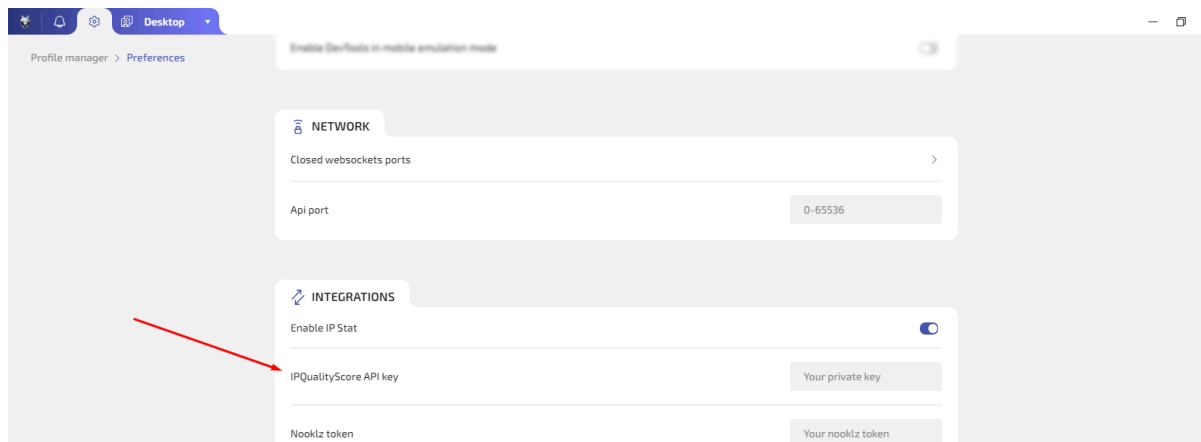 Desktop
Profile manager > Preferences
Enable DevTools in mobile emulation mode
NETWORK
Closed websockets ports
Api port
0-65536
INTEGRATIONS
Enable IP Stat
IPQualityScore API key
Your private key
Nooklz token
Your nooklz token